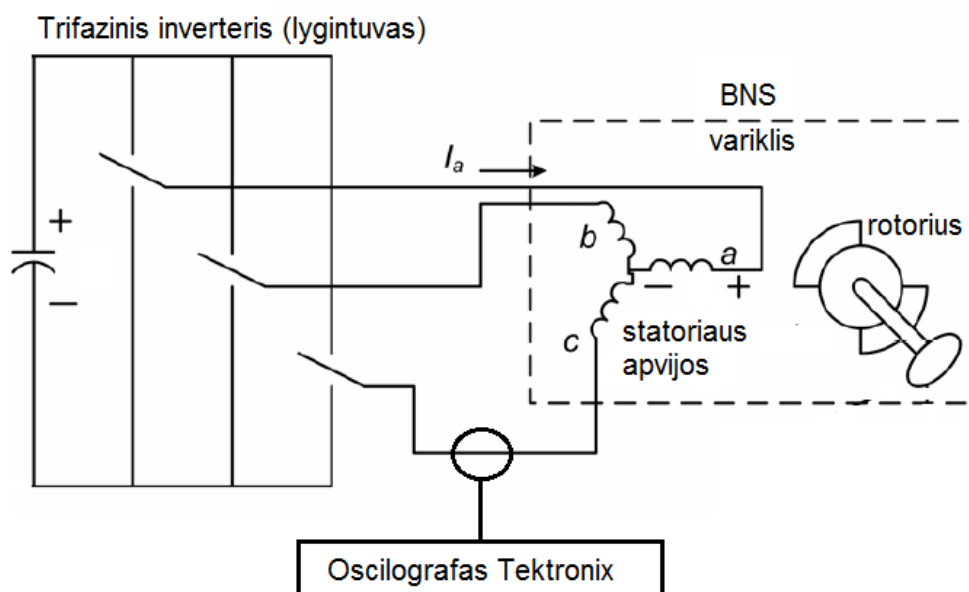 Trifazinis inverteris (lygintuvas)
BNS
variklis
Ia
+
−
b
a
− +
c
rotorius
statoriaus
apvijos
Oscilografas Tektronix